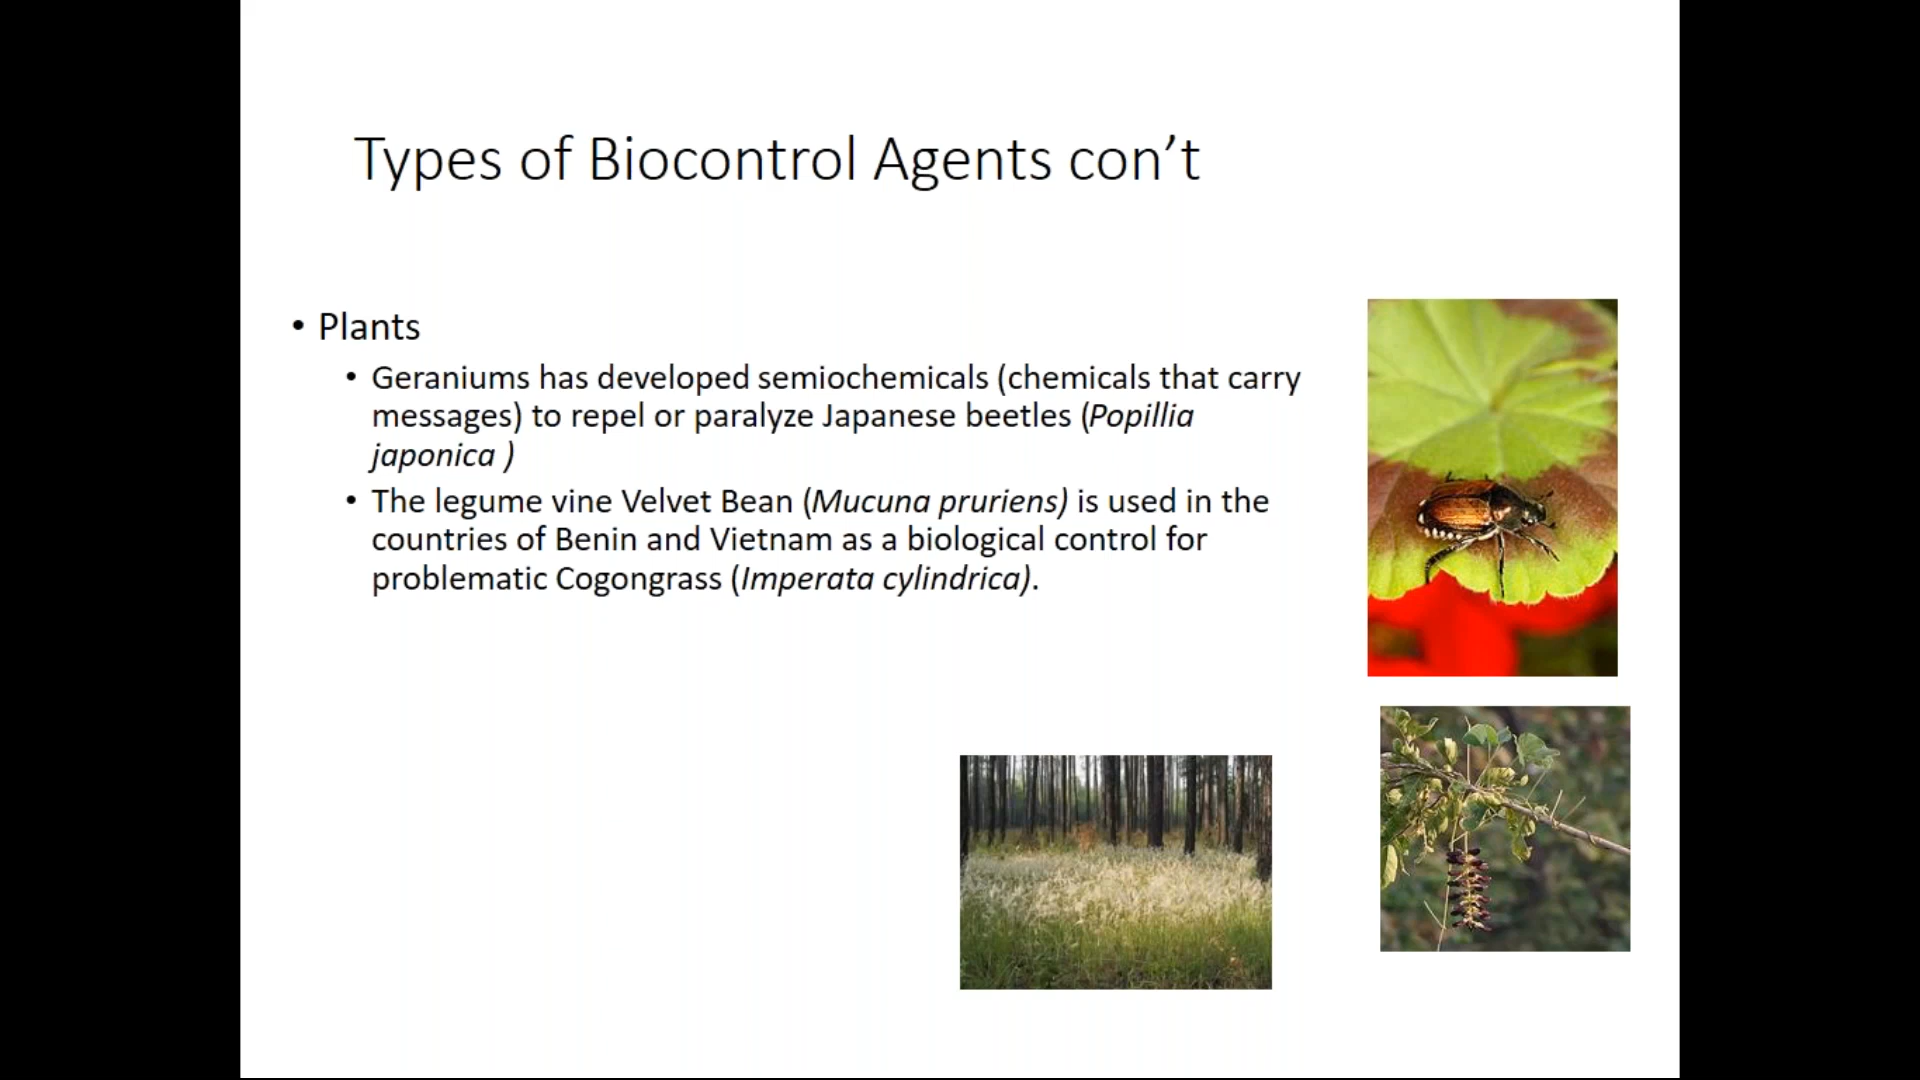 Types of Biocontrol Agents con’t
• Plants
• Geraniums has developed semiochemicals (chemicals that carry
messages) to repel or paralyze Japanese beetles (Popillia
japonica )
• The legume vine Velvet Bean (Mucuna pruriens) is used in the
countries of Benin and Vietnam as a biological control for
problematic Cogongrass (Imperata cylindrica).